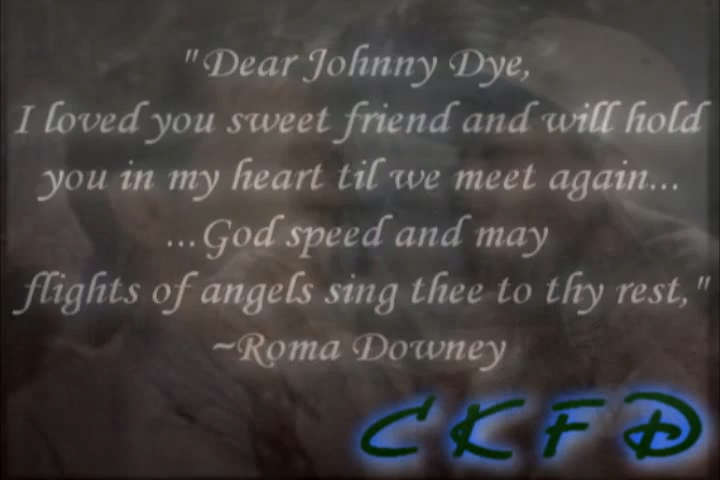 "Dear Johnny Dye,
I loved you sweet friend and will hold
you in my heart til we meet again...
...God speed and may
flights of angels sing thee to thy rest,"
~Roma Downey
CKFD